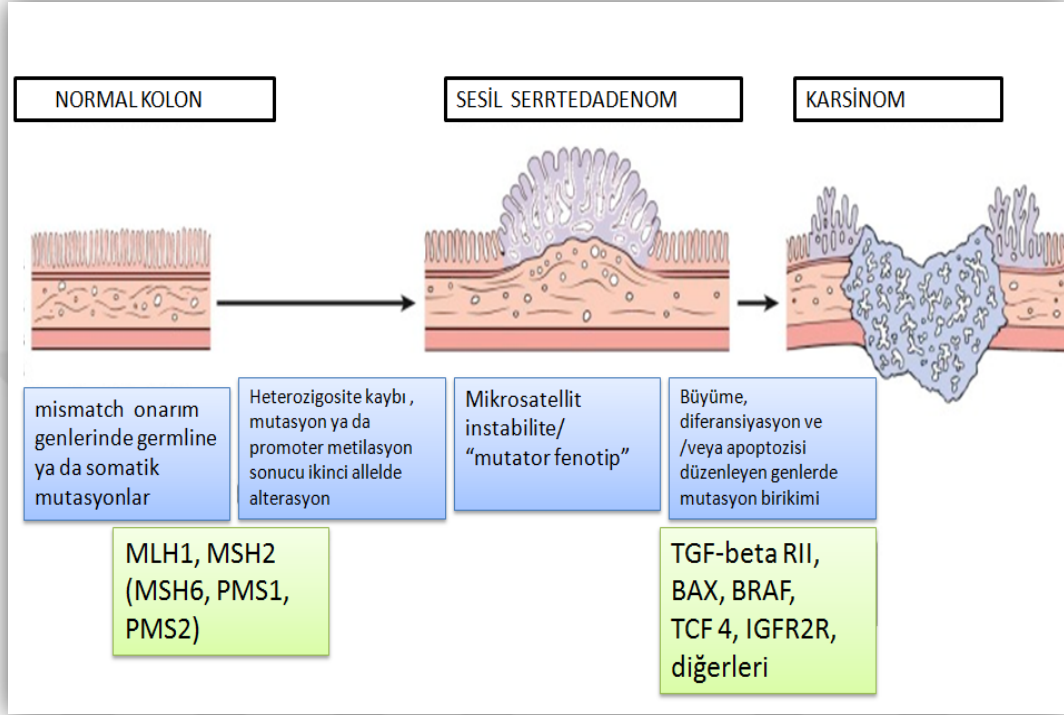 NORMAL KOLON
SESİL SERRTEDADENOM
KARSİNOM
mismatch onarım
genlerinde germline
ya da somatik
mutasyonlar
Heterozigosite kaybı ,
mutasyon ya da
promoter metilasyon
sonucu ikinci allelde
alterasyon
Mikrosatellit
instabilite/
“mutator fenotip”
Büyüme,
diferansiyasyon ve
/veya apoptozisi
düzenleyen genlerde
mutasyon birikimi
MLH1, MSH2
(MSH6, PMS1,
PMS2)
TGF-beta RII,
BAX, BRAF,
TCF 4, IGFR2R,
diğerleri